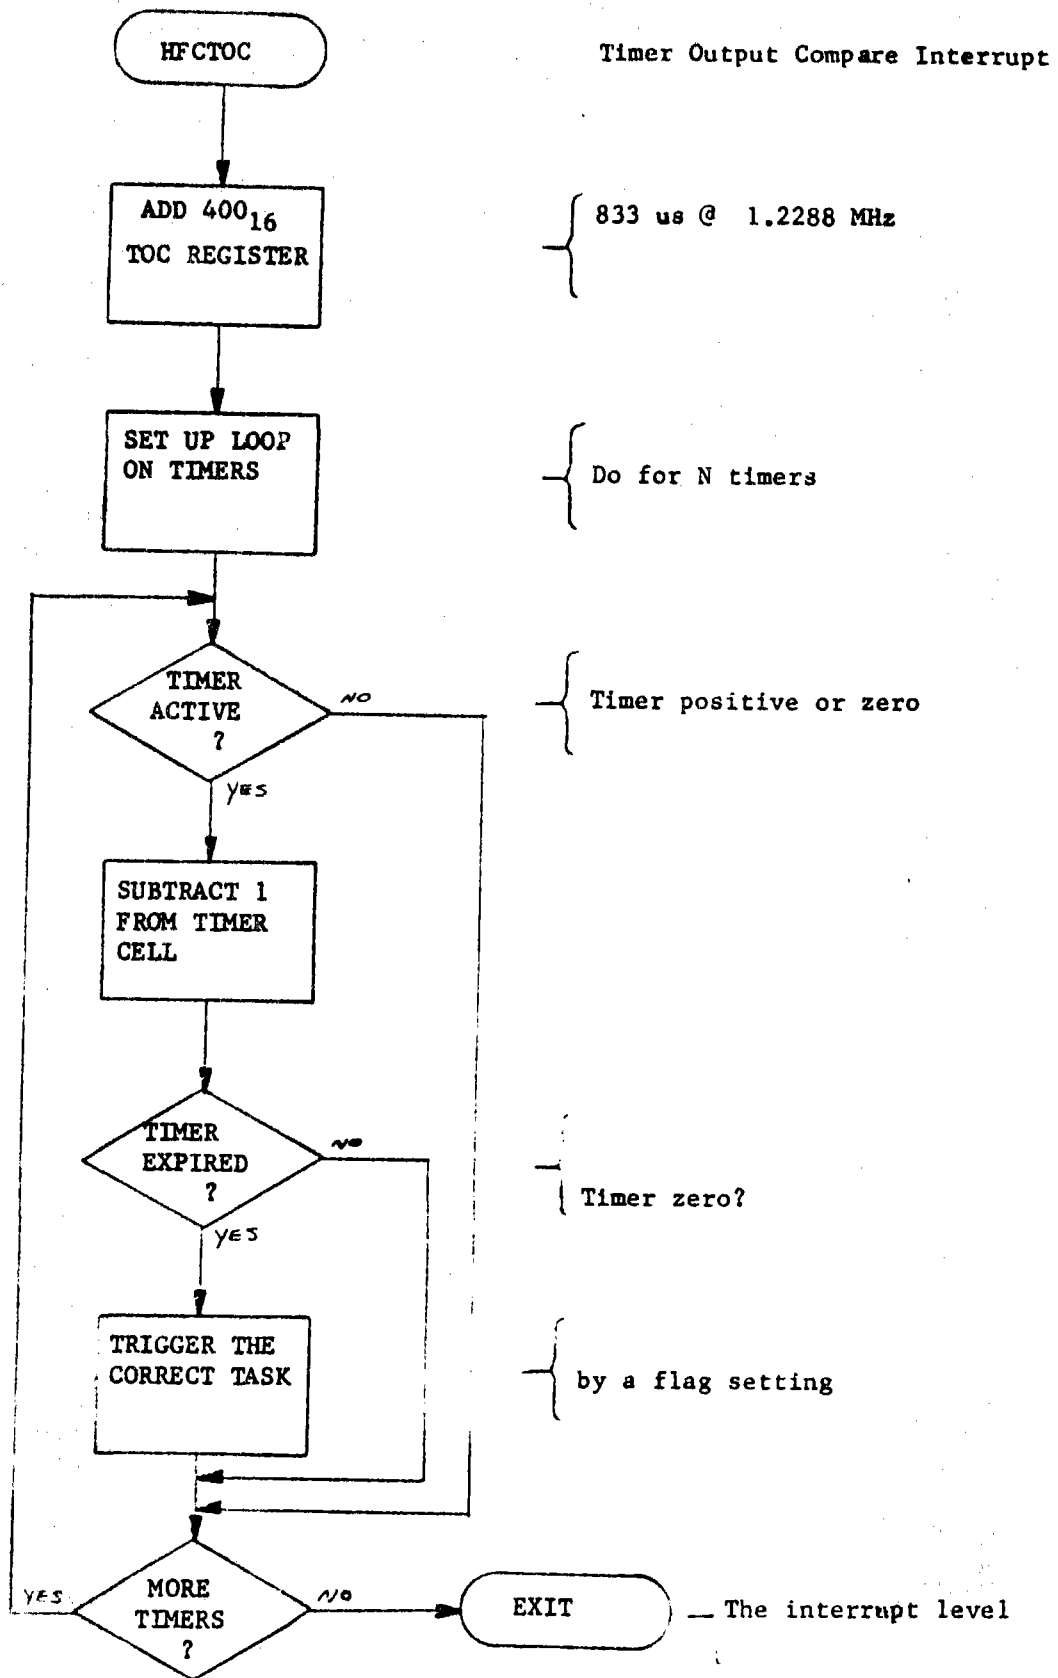 HFCTOC
Timer Output Compare Interrupt
ADD 400₁₆
TOC REGISTER
833 us @ 1.2288 MHz
SET UP LOOP
ON TIMERS
Do for N timers
TIMER
ACTIVE
?
NO
YES
Timer positive or zero
SUBTRACT 1
FROM TIMER
CELL
TIMER
EXPIRED
?
NO
YES
Timer zero?
TRIGGER THE
CORRECT TASK
by a flag setting
MORE
TIMERS
?
YES
NO
EXIT
The interrupt level